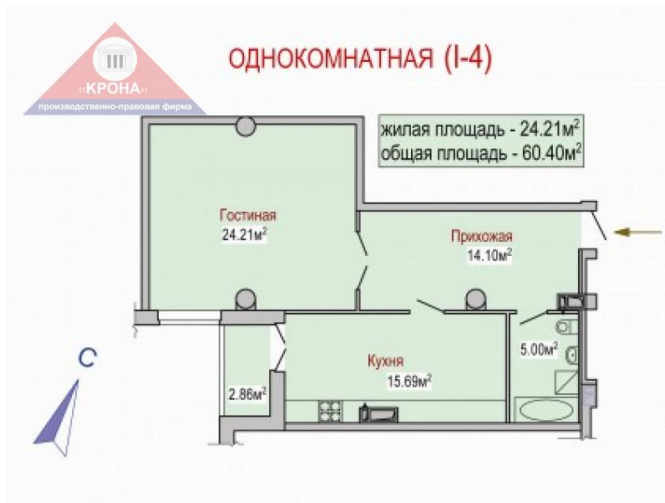 «КРОНА»
производственно-правовая фирма
ОДНОКОМНАТНАЯ (I-4)
жилая площадь - 24.21м²
общая площадь - 60.40м²
Гостиная
24.21м²
Прихожая
14.10м²
Кухня
15.69м²
5.00м²
2.86м²
С